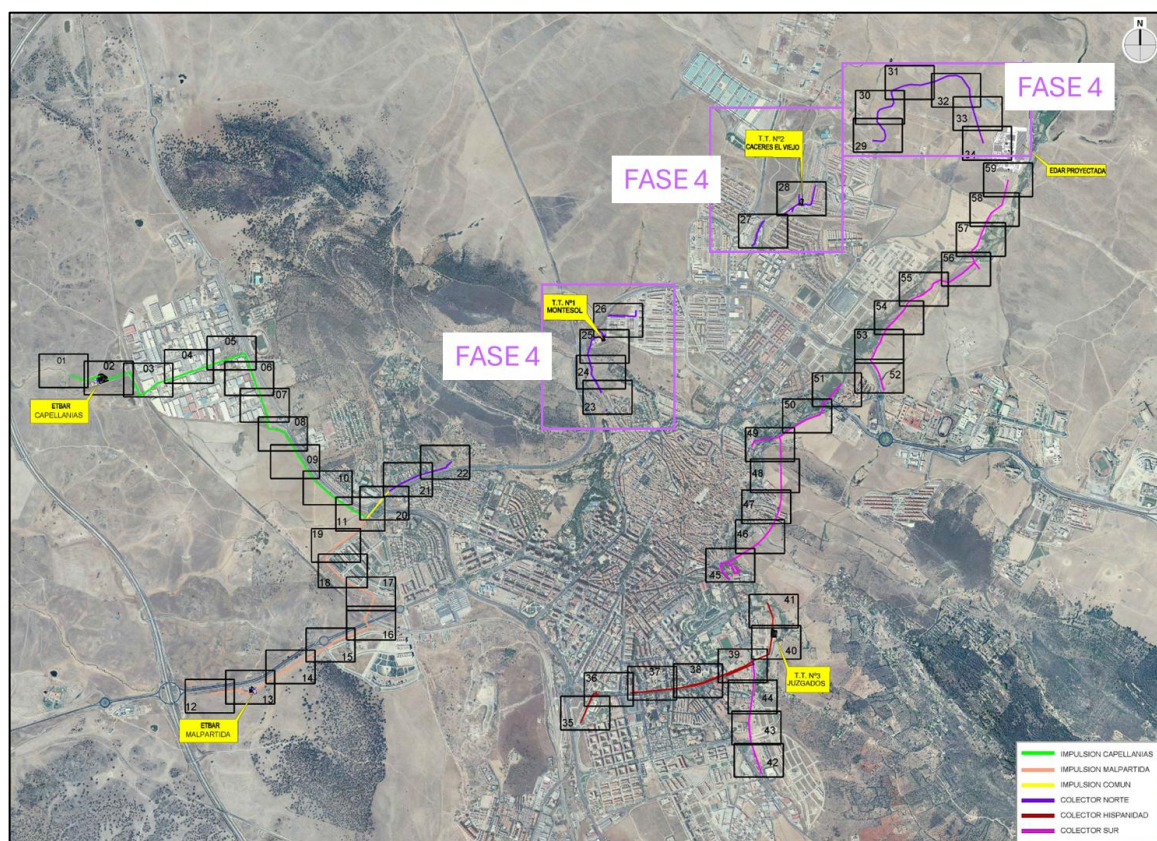 N
31
FASE 4
30
32
33
T.T. Nº2
CACERES EL VIEJO
29
34
EDAR PROYECTADA
FASE 4
59
28
58
27
57
56
55
T.T. Nº1
MONTESOL
26
54
25
53
FASE 4
05
04
01
02
03
06
24
52
51
ETBAR
CAPELLANIAS
07
23
50
08
49
09
22
48
10
21
20
47
11
19
46
18
45
17
41
16
40
15
39
14
38
37
T.T. Nº3
JUZGADOS
36
12
13
44
35
ETBAR
MALPARTIDA
43
42
IMPULSION CAPELLANIAS
IMPULSION MALPARTIDA
IMPULSION COMUN
COLECTOR NORTE
COLECTOR HISPANIDAD
COLECTOR SUR